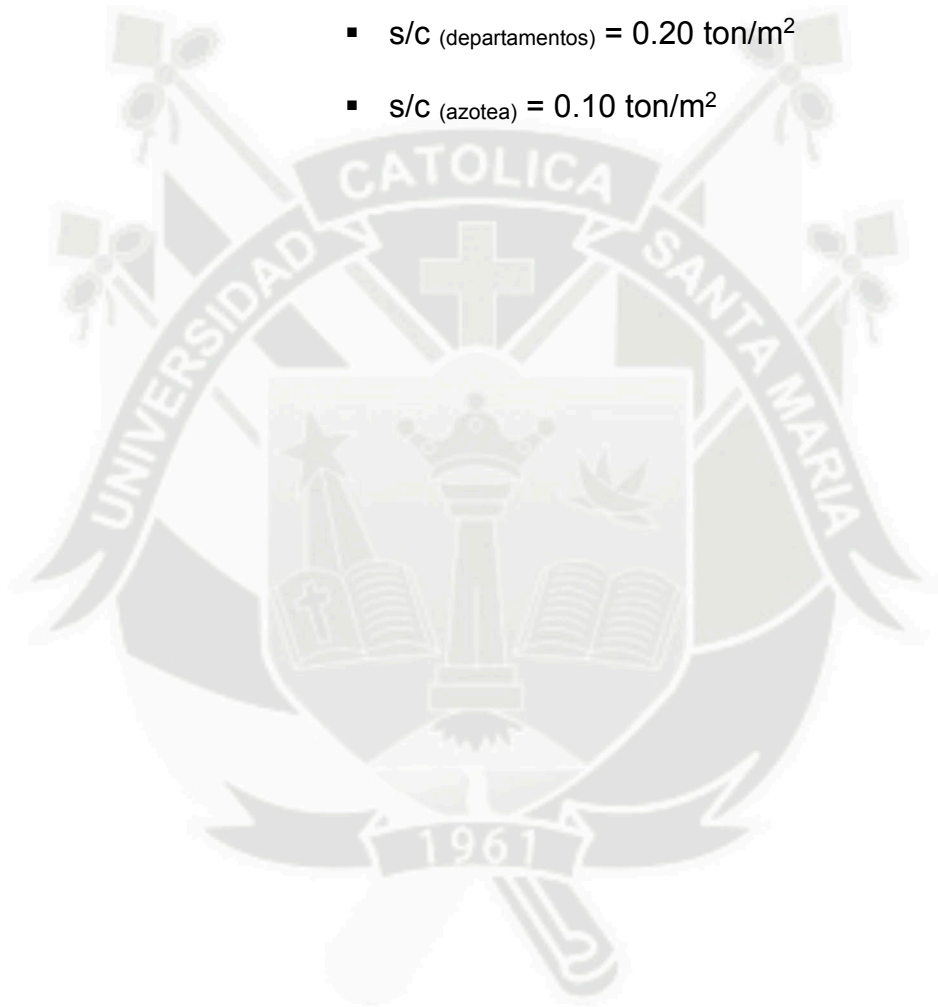 ▪ s/c (departamentos) = 0.20 ton/m²
▪ s/c (azotea) = 0.10 ton/m²
UNIVERSIDAD CATOLICA SANTA MARIA
1961